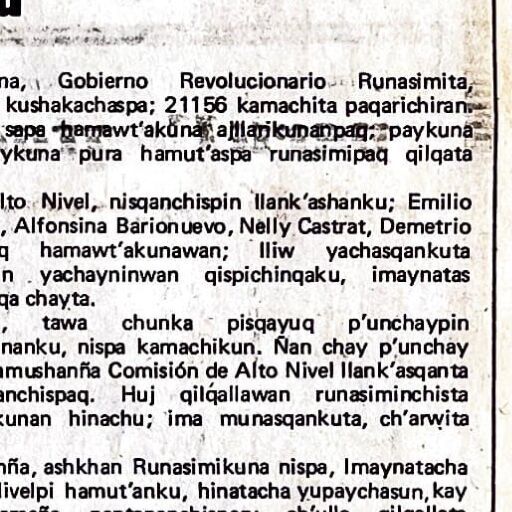 na, Gobierno Revolucionario Runasimita,
kushakachaspa; 21156 kamachita paqarichiran.
sapa hamawt'akuna ajllarikunanpaq; paykuna
ykuna pura hamut'aspa runasimipaq qilqata
lto Nivel, nisqanchispin llank'ashanku; Emilio
, Alfonsina Barionuevo, Nelly Castrat, Demetrio
q hamawt'akunawan; lliw yachasqankuta
n yachayninwan qispichinqaku, imaynatas
qa chayta.
, tawa chunka pisqayuq p'unchaypin
nanku, nispa kamachikun. Ñan chay p'unchay
amushanña Comisión de Alto Nivel llank'asqanta
anchispaq. Huj qilqallawan runasiminchista
kunan hinachu; ima munasqankuta, ch'arwita
nña, ashkhan Runasimikuna nispa, Imaynatacha
livelpi hamut'anku, hinatacha yupaychasun, kay